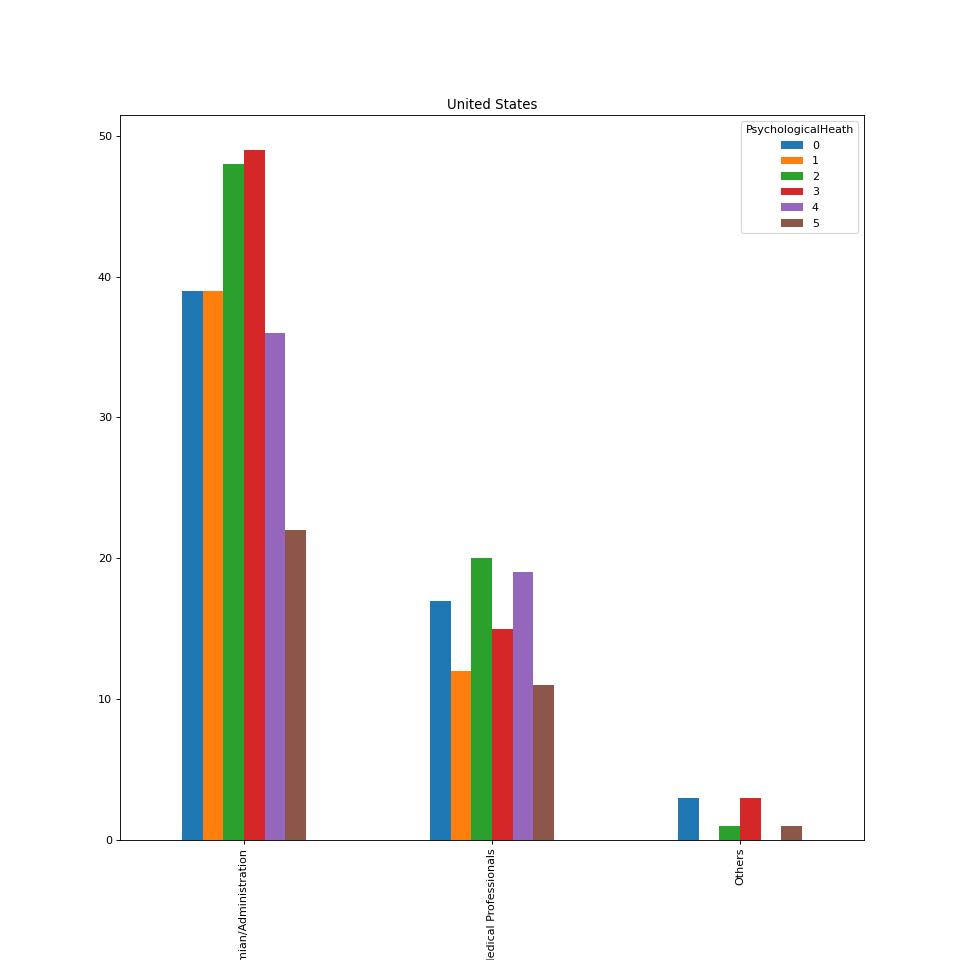 United States
PsychologicalHeath
0
1
2
3
4
5
50
40
30
20
10
0
mian/Administration
edical Professionals
Others